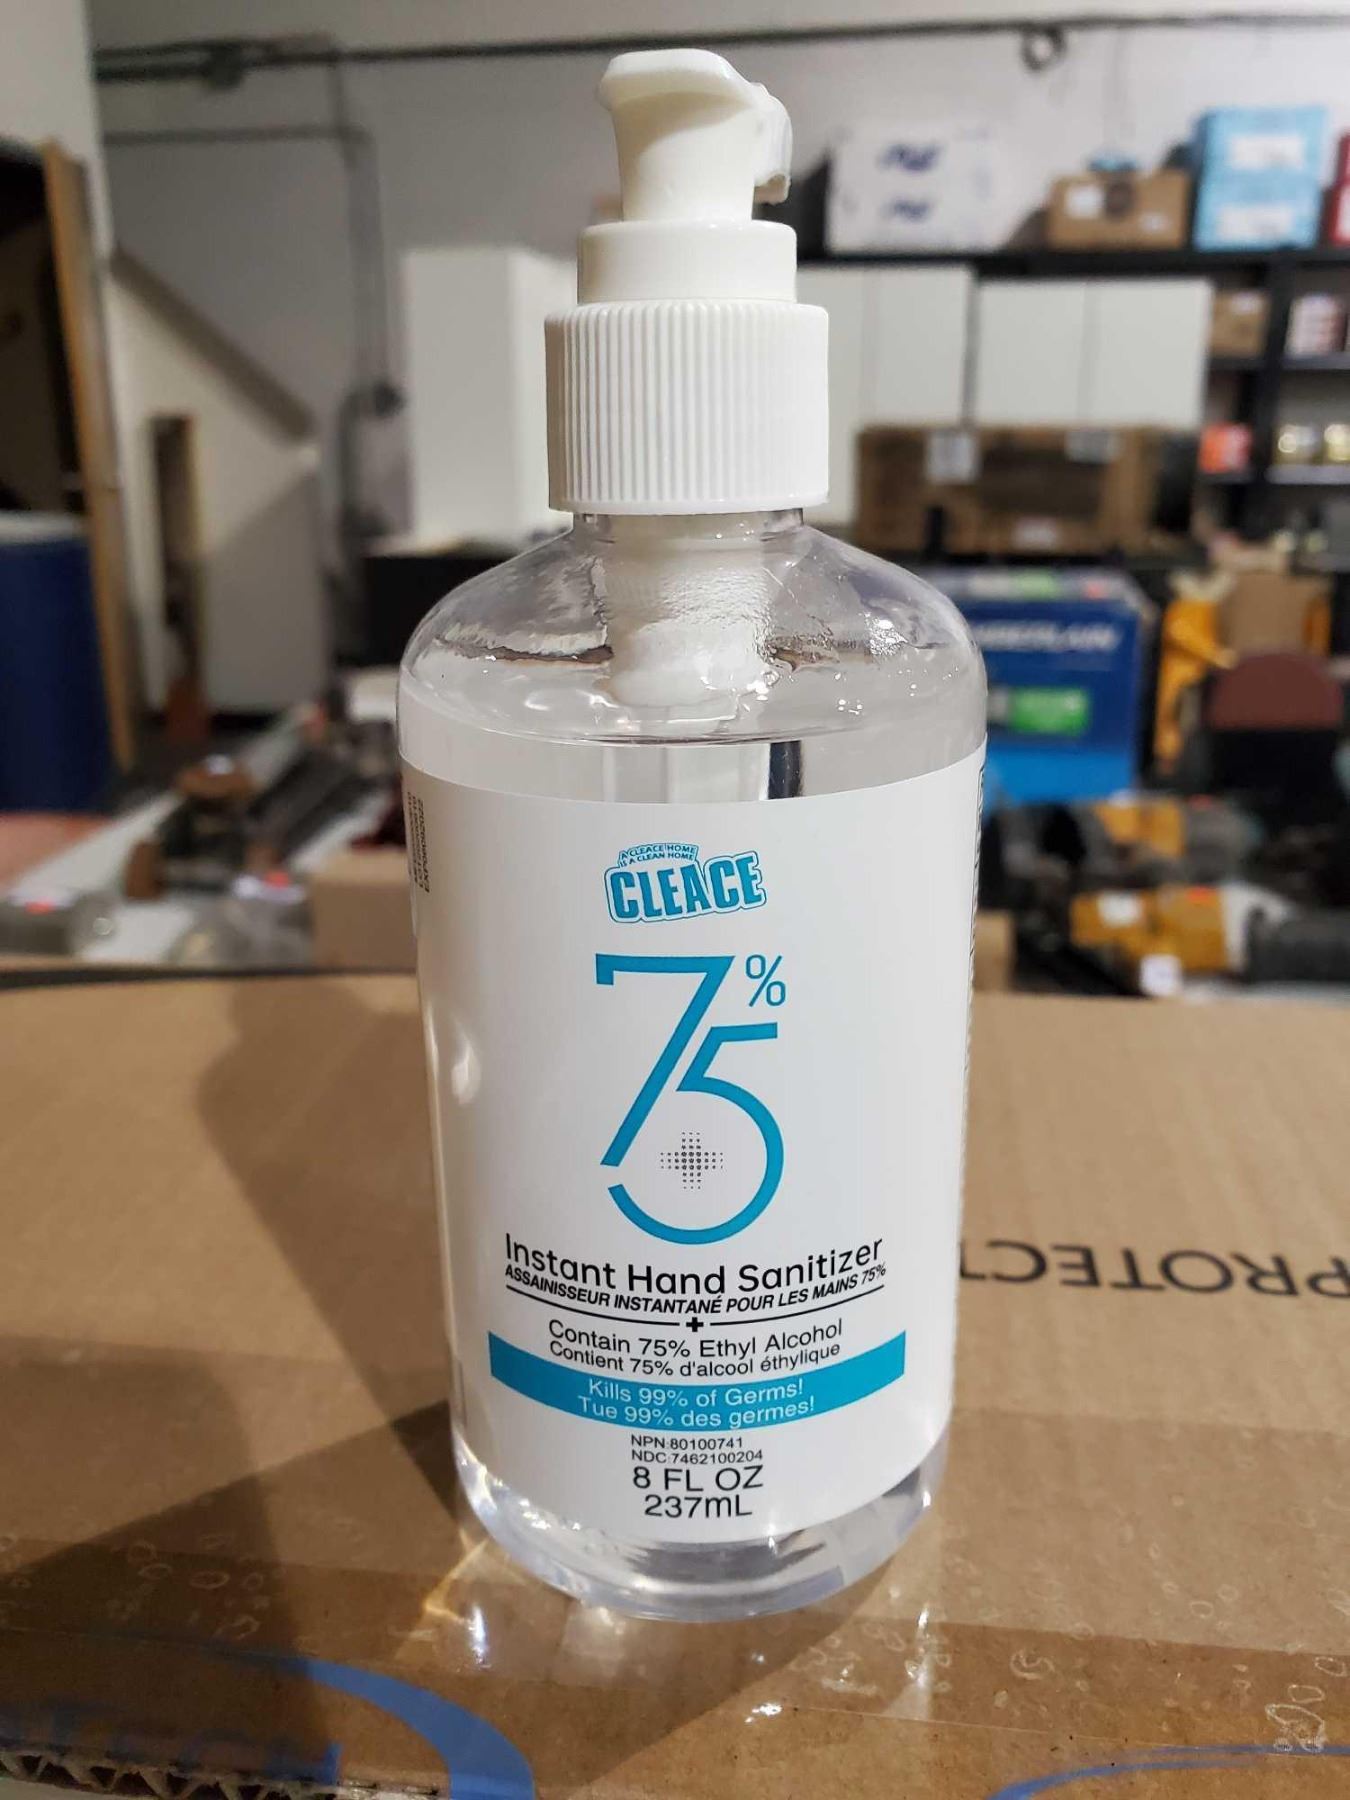 A CLEACE HOME
IS A CLEAN HOME
CLEACE
75%
Instant Hand Sanitizer
ASSAINISSEUR INSTANTANÉ POUR LES MAINS 75%
Contain 75% Ethyl Alcohol
Contient 75% d'alcool éthylique
Kills 99% of Germs!
Tue 99% des germes!
NPN:80100741
NDC:7462100204
8 FL OZ
237mL
PROTECT